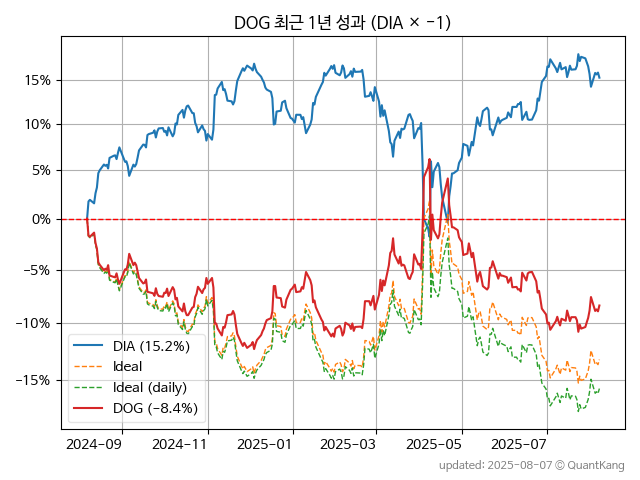 DOG 최근 1년 성과 (DIA × −1)
15%
10%
5%
0%
−5%
−10%
−15%
DIA (15.2%)
Ideal
Ideal (daily)
DOG (−8.4%)
2024-09 2024-11 2025-01 2025-03 2025-05 2025-07
updated: 2025-08-07 © QuantKang